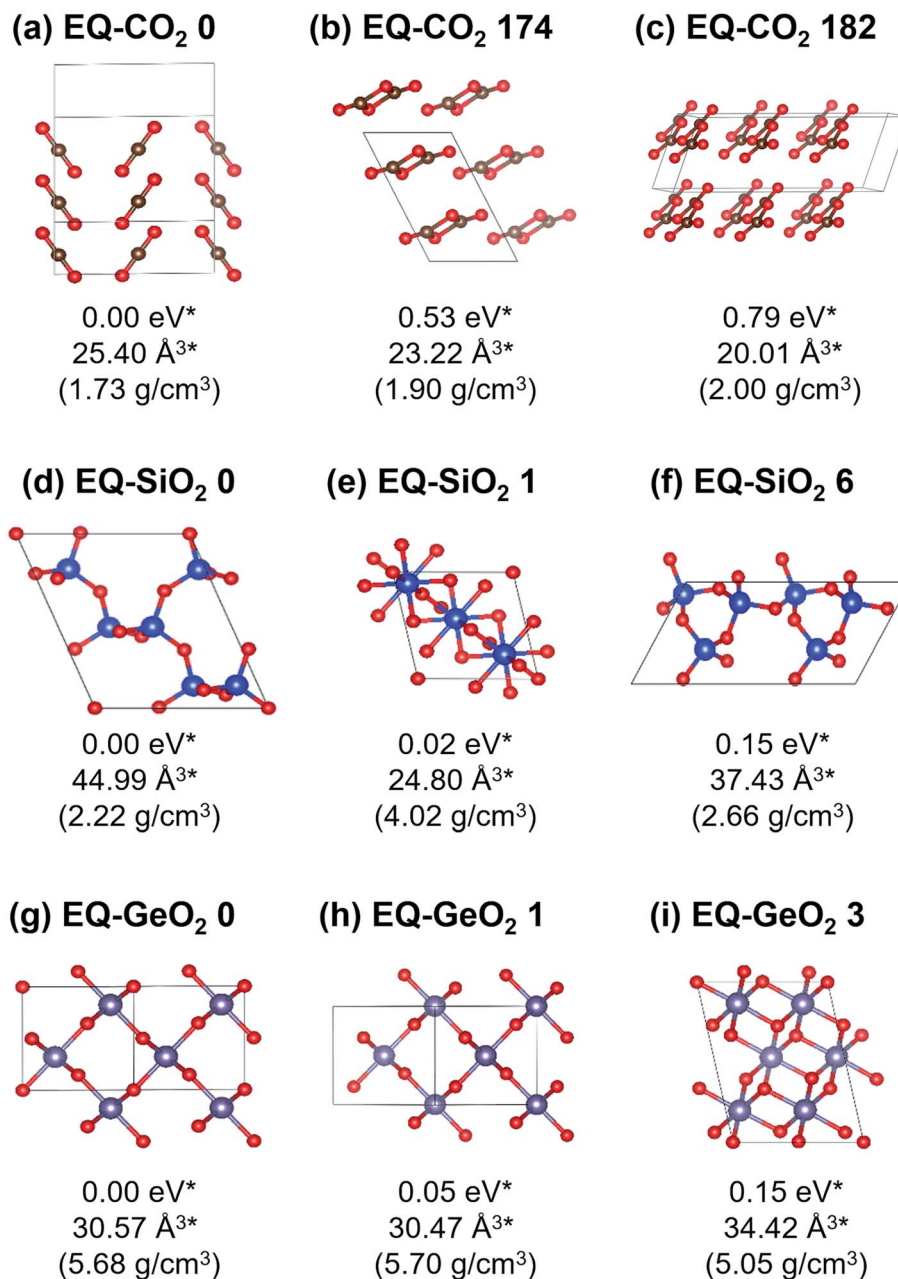 (a) EQ-CO₂ 0 (b) EQ-CO₂ 174 (c) EQ-CO₂ 182
0.00 eV* 0.53 eV* 0.79 eV*
25.40 Å³* 23.22 Å³* 20.01 Å³*
(1.73 g/cm³) (1.90 g/cm³) (2.00 g/cm³)
(d) EQ-SiO₂ 0 (e) EQ-SiO₂ 1 (f) EQ-SiO₂ 6
0.00 eV* 0.02 eV* 0.15 eV*
44.99 Å³* 24.80 Å³* 37.43 Å³*
(2.22 g/cm³) (4.02 g/cm³) (2.66 g/cm³)
(g) EQ-GeO₂ 0 (h) EQ-GeO₂ 1 (i) EQ-GeO₂ 3
0.00 eV* 0.05 eV* 0.15 eV*
30.57 Å³* 30.47 Å³* 34.42 Å³*
(5.68 g/cm³) (5.70 g/cm³) (5.05 g/cm³)